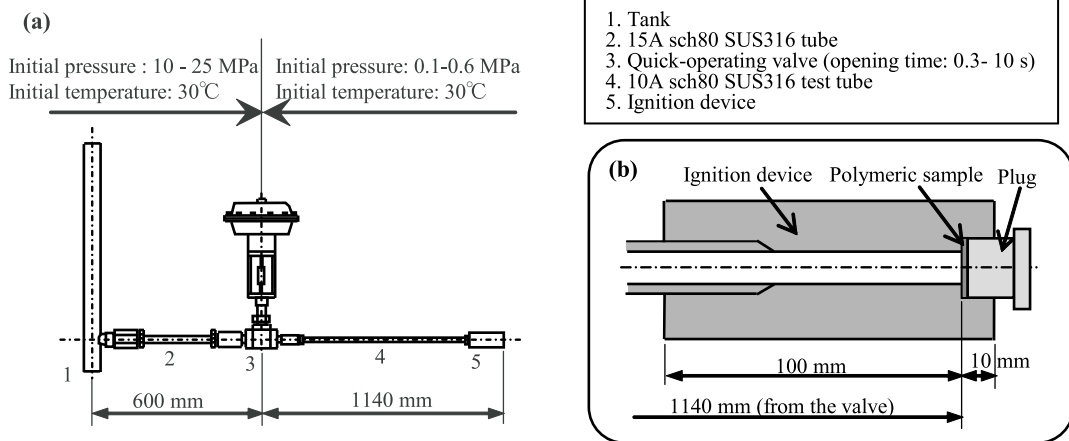 (a)
Initial pressure : 10 - 25 MPa
Initial temperature: 30℃
Initial pressure: 0.1-0.6 MPa
Initial temperature: 30℃
1
2
3
4
5
600 mm
1140 mm
1. Tank
2. 15A sch80 SUS316 tube
3. Quick-operating valve (opening time: 0.3- 10 s)
4. 10A sch80 SUS316 test tube
5. Ignition device
(b)
Ignition device
Polymeric sample
Plug
100 mm
10 mm
1140 mm (from the valve)